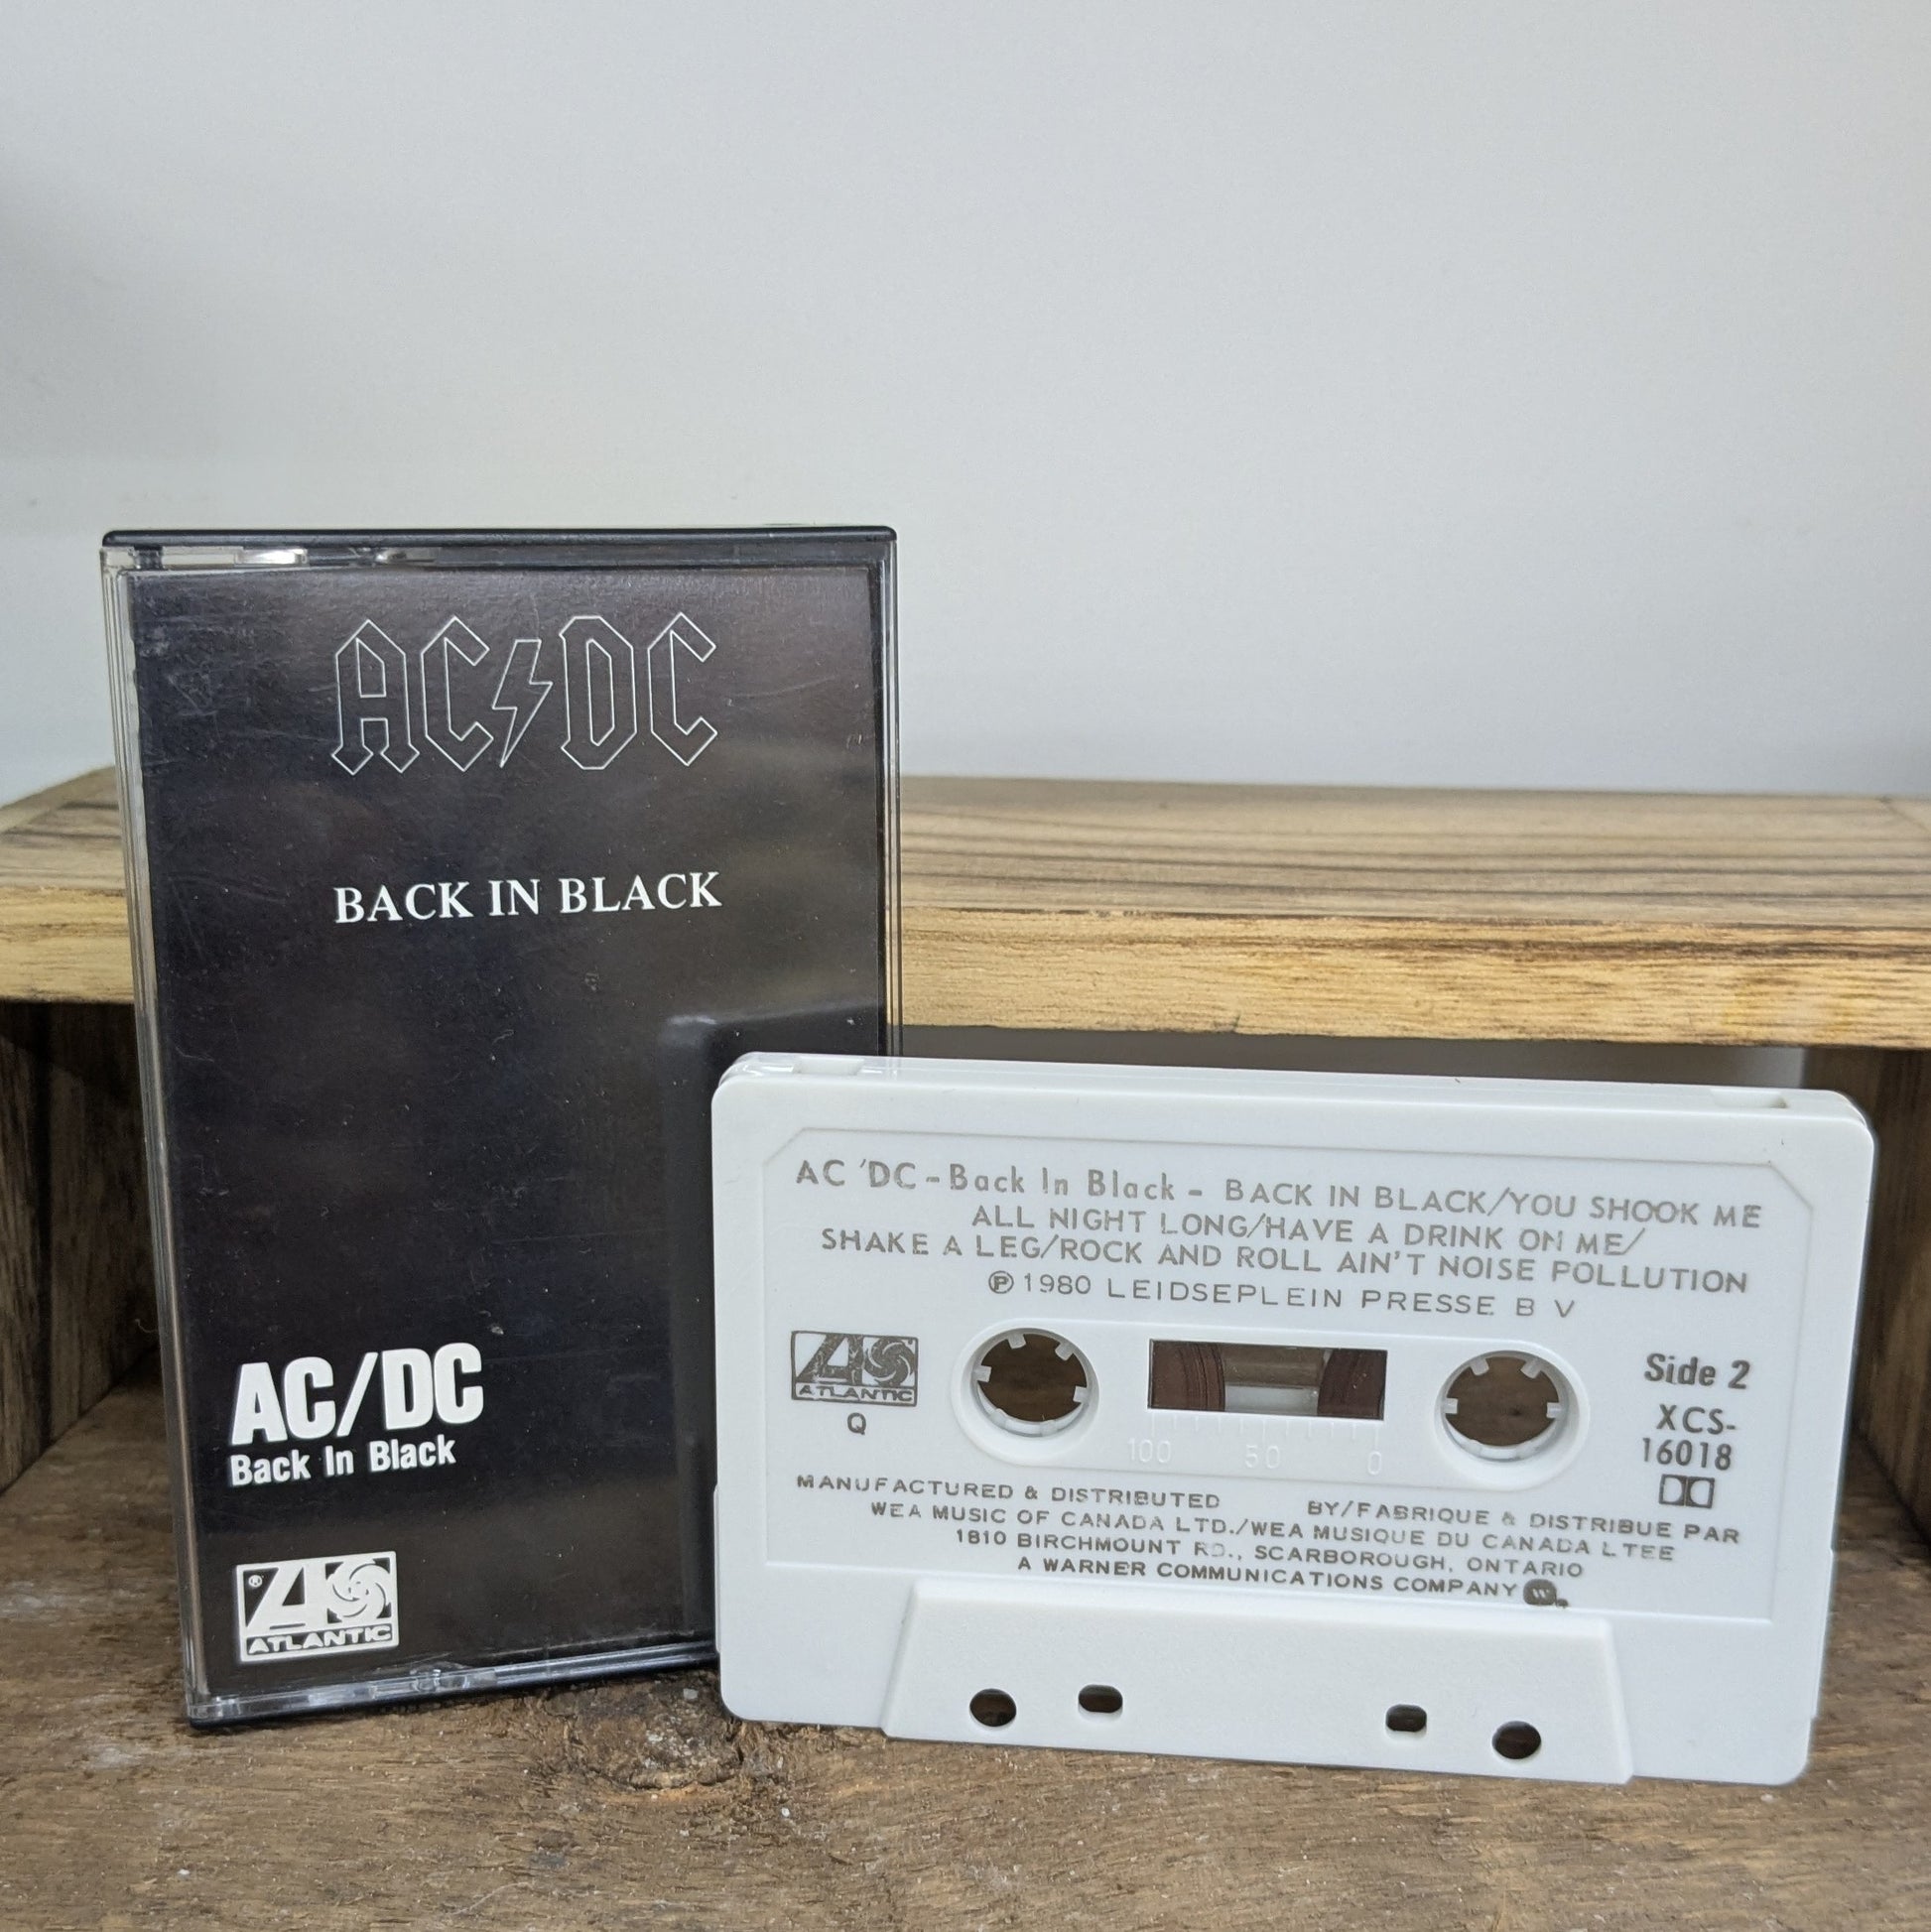 AC/DC
BACK IN BLACK
AC/DC
Back In Black
®
ATLANTIC
AC 'DC - Back In Black - BACK IN BLACK/YOU SHOOK ME
ALL NIGHT LONG/HAVE A DRINK ON ME/
SHAKE A LEG/ROCK AND ROLL AIN'T NOISE POLLUTION
℗ 1980 LEIDSEPLEIN PRESSE B V
ATLANTIC
Q
100 50 0
Side 2
XCS-
16018
MANUFACTURED & DISTRIBUTED BY/FABRIQUE & DISTRIBUE PAR
WEA MUSIC OF CANADA LTD./WEA MUSIQUE DU CANADA LTEE
1810 BIRCHMOUNT RD., SCARBOROUGH, ONTARIO
A WARNER COMMUNICATIONS COMPANY